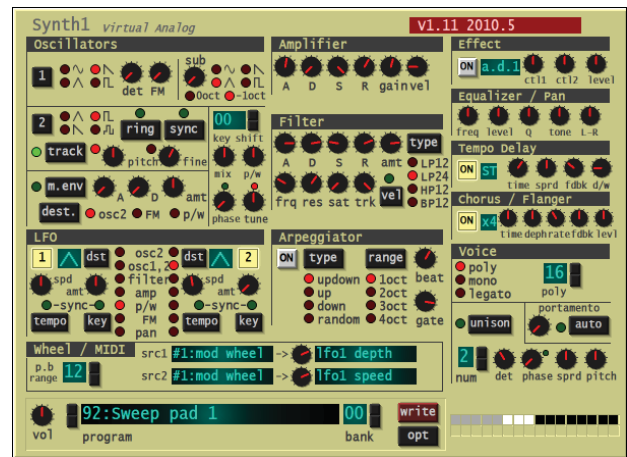 Synth1 Virtual Analog
V1.11 2010.5
Oscillators
1
det FM
sub
0oct -1oct
2
ring sync
track
pitch fine
00
key shift
mix p/w
phase tune
m.env
A D amt
dest.
osc2 FM p/w
Amplifier
A D S R gain vel
Filter
A D S R amt
type
LP12
LP24
HP12
BP12
frq res sat trk
vel
Effect
ON a.d.1
ctl1 ctl2 level
Equalizer / Pan
freq level Q tone L-R
Tempo Delay
ON ST
time sprd fdbk d/w
Chorus / Flanger
ON x4
time deph rate fdbk levl
LFO
1 dst
spd
amt
sync
tempo key
osc2
osc1,2
filter
amp
p/w
FM
pan
dst 2
spd
amt
sync
tempo key
Arpeggiator
ON type range
updown
up
down
random
1oct
2oct
3oct
4oct
beat
gate
Voice
poly
mono
legato
16
poly
portamento
unison
auto
2
num det phase sprd pitch
Wheel / MIDI
p.b
range
12
src1 #1:mod wheel -> lfo1 depth
src2 #1:mod wheel -> lfo1 speed
vol
92:Sweep pad 1
program
00
bank
write
opt